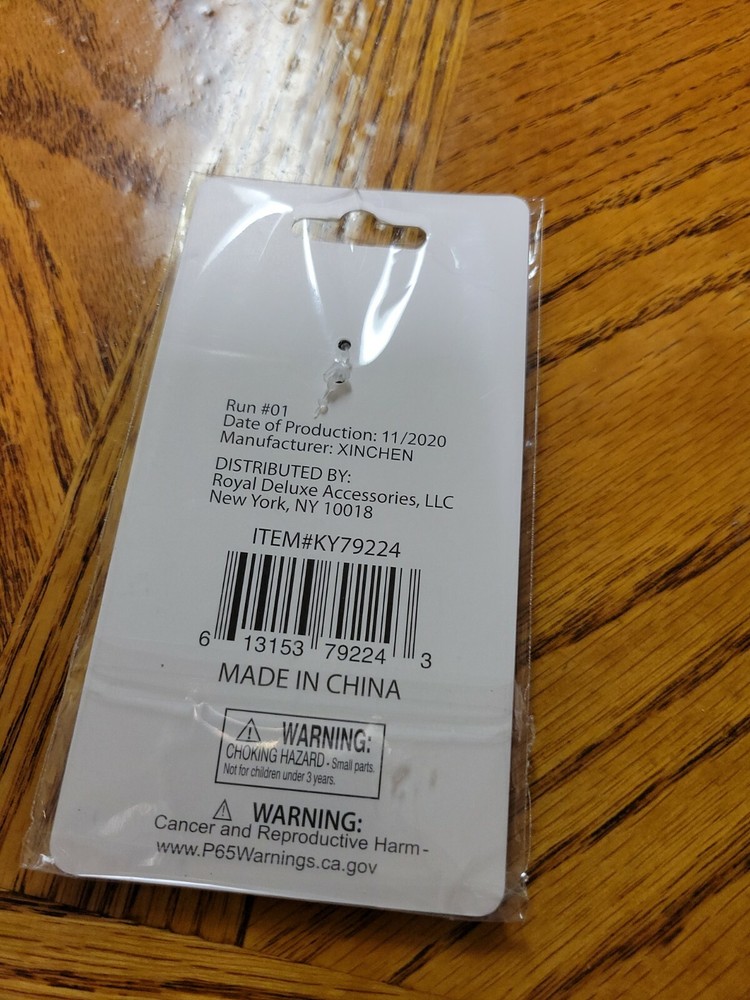 Run #01
Date of Production: 11/2020
Manufacturer: XINCHEN
DISTRIBUTED BY:
Royal Deluxe Accessories, LLC
New York, NY 10018
ITEM#KY79224
6 13153 79224 3
MADE IN CHINA
WARNING:
CHOKING HAZARD - Small parts.
Not for children under 3 years.
WARNING:
Cancer and Reproductive Harm-
www.P65Warnings.ca.gov